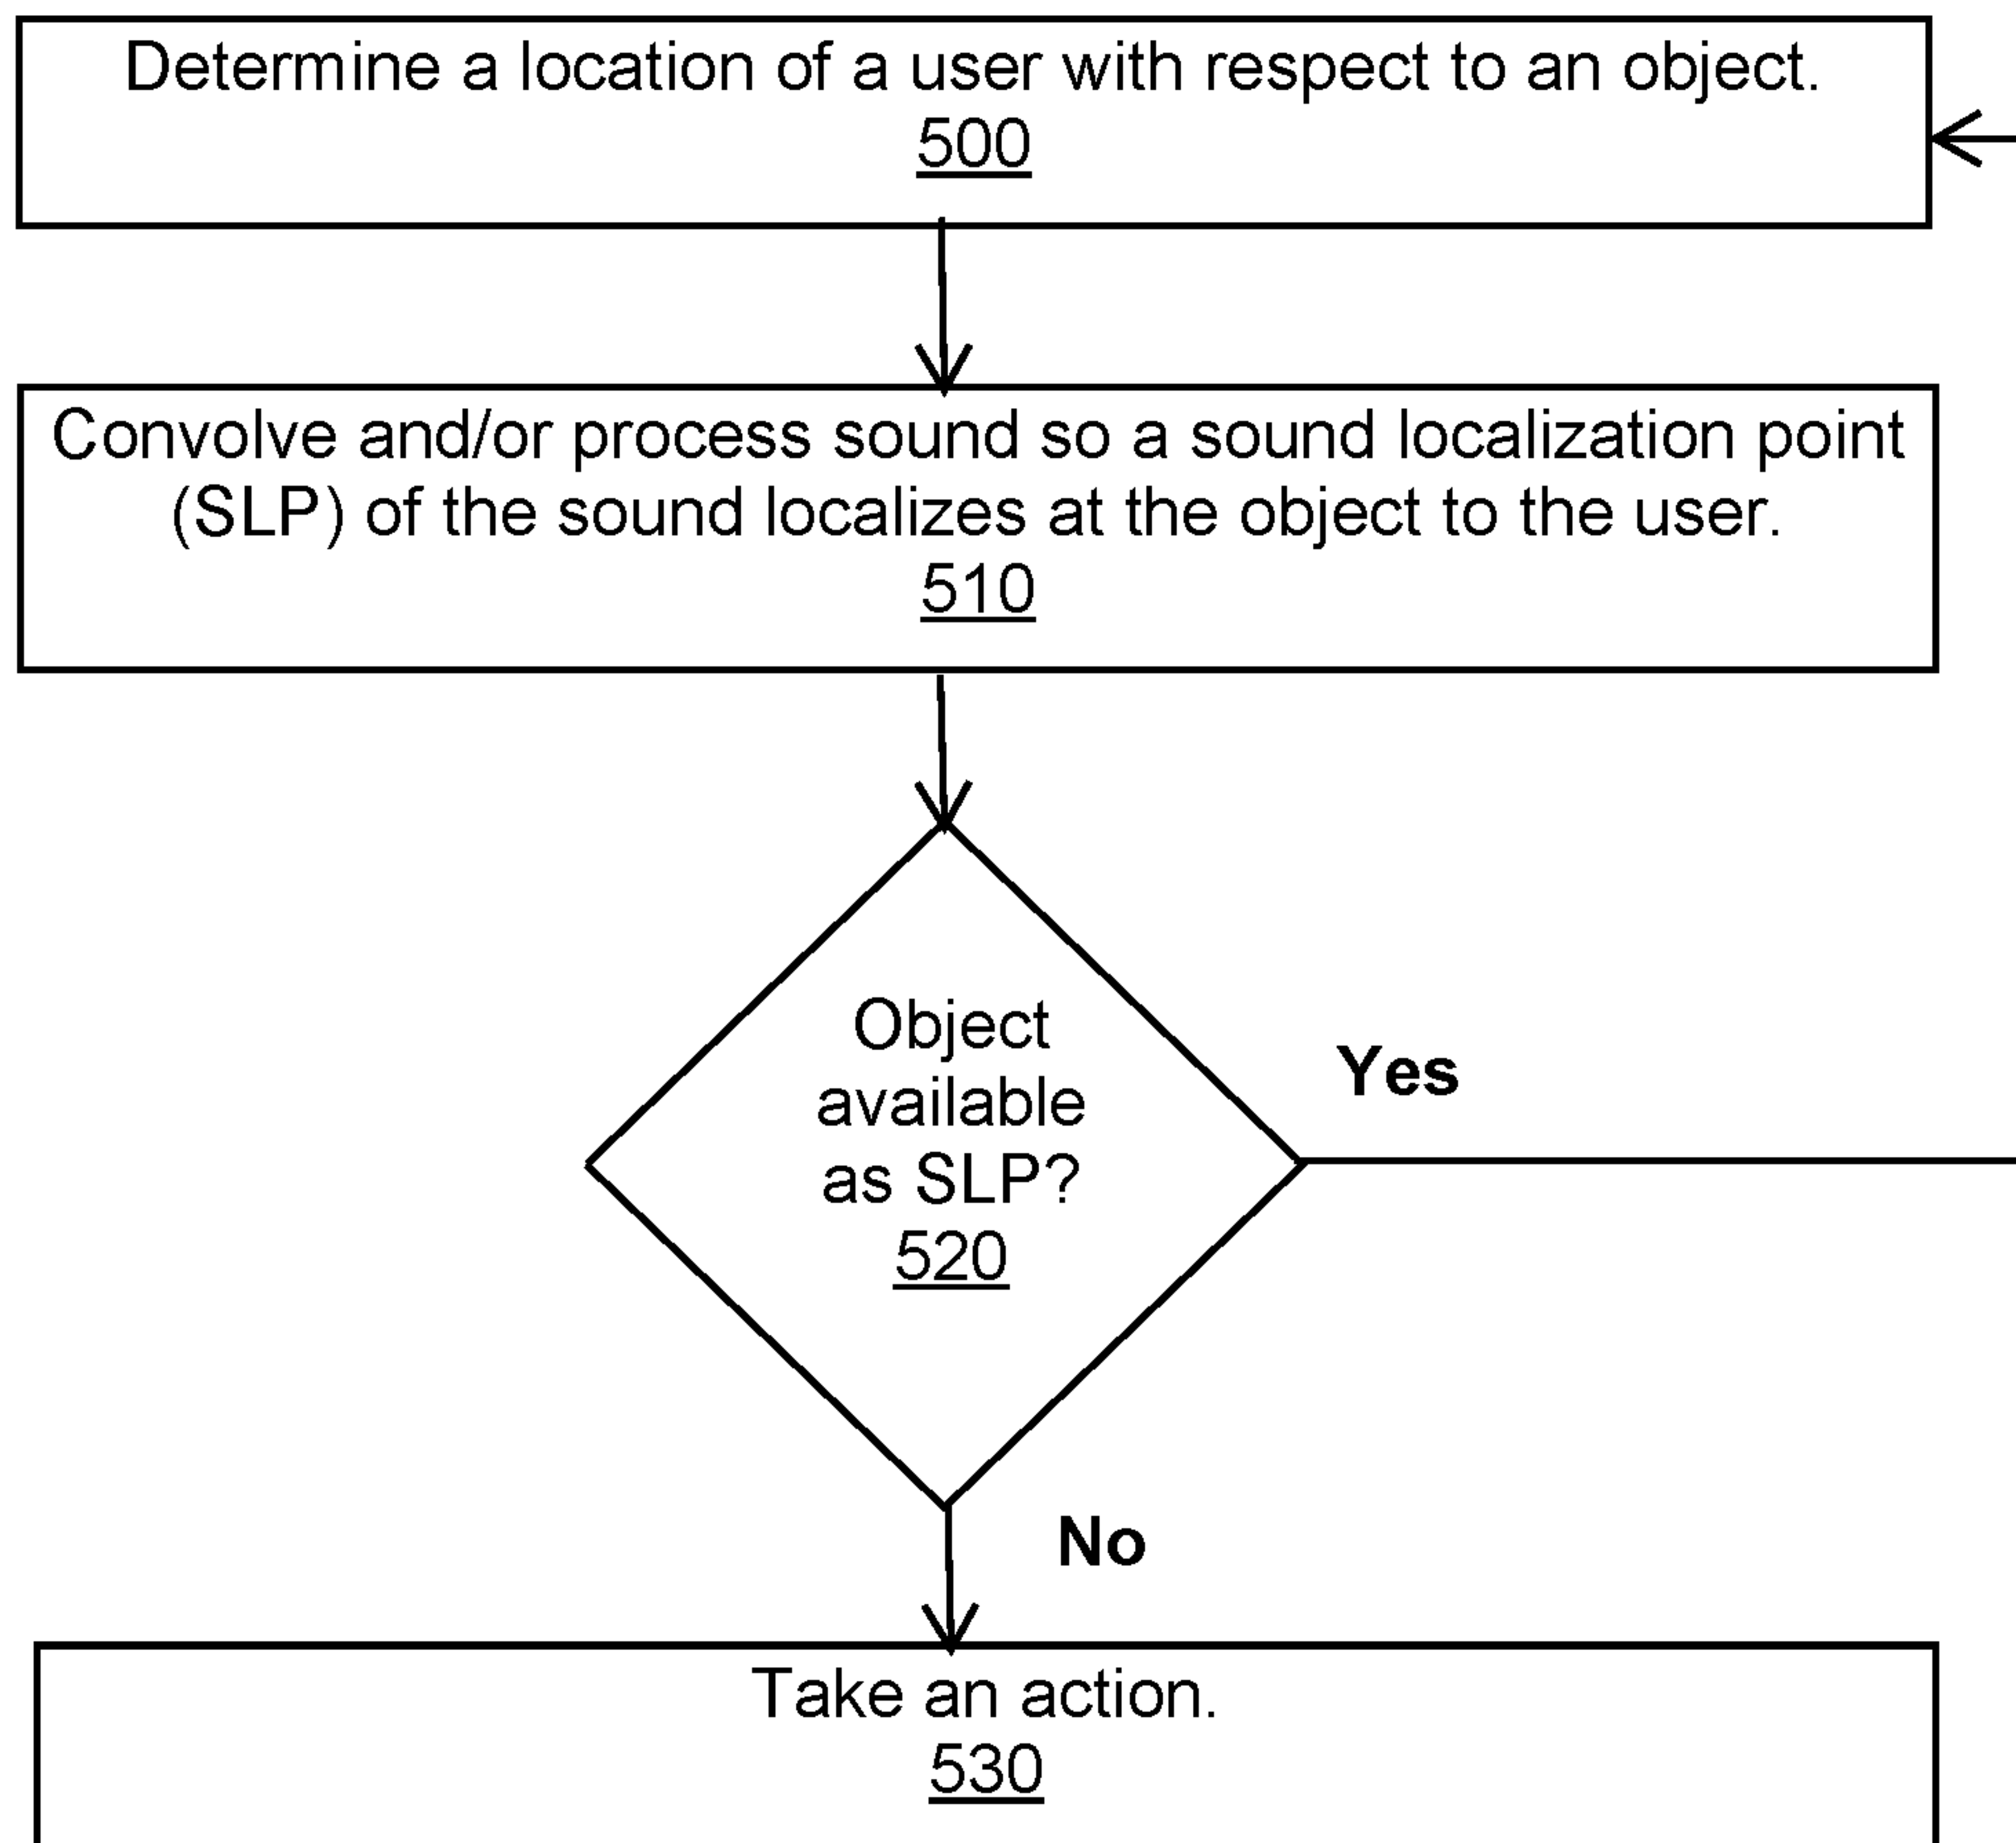 Determine a location of a user with respect to an object.
500
Convolve and/or process sound so a sound localization point
(SLP) of the sound localizes at the object to the user.
510
Object
available
as SLP?
520
Yes
No
Take an action.
530